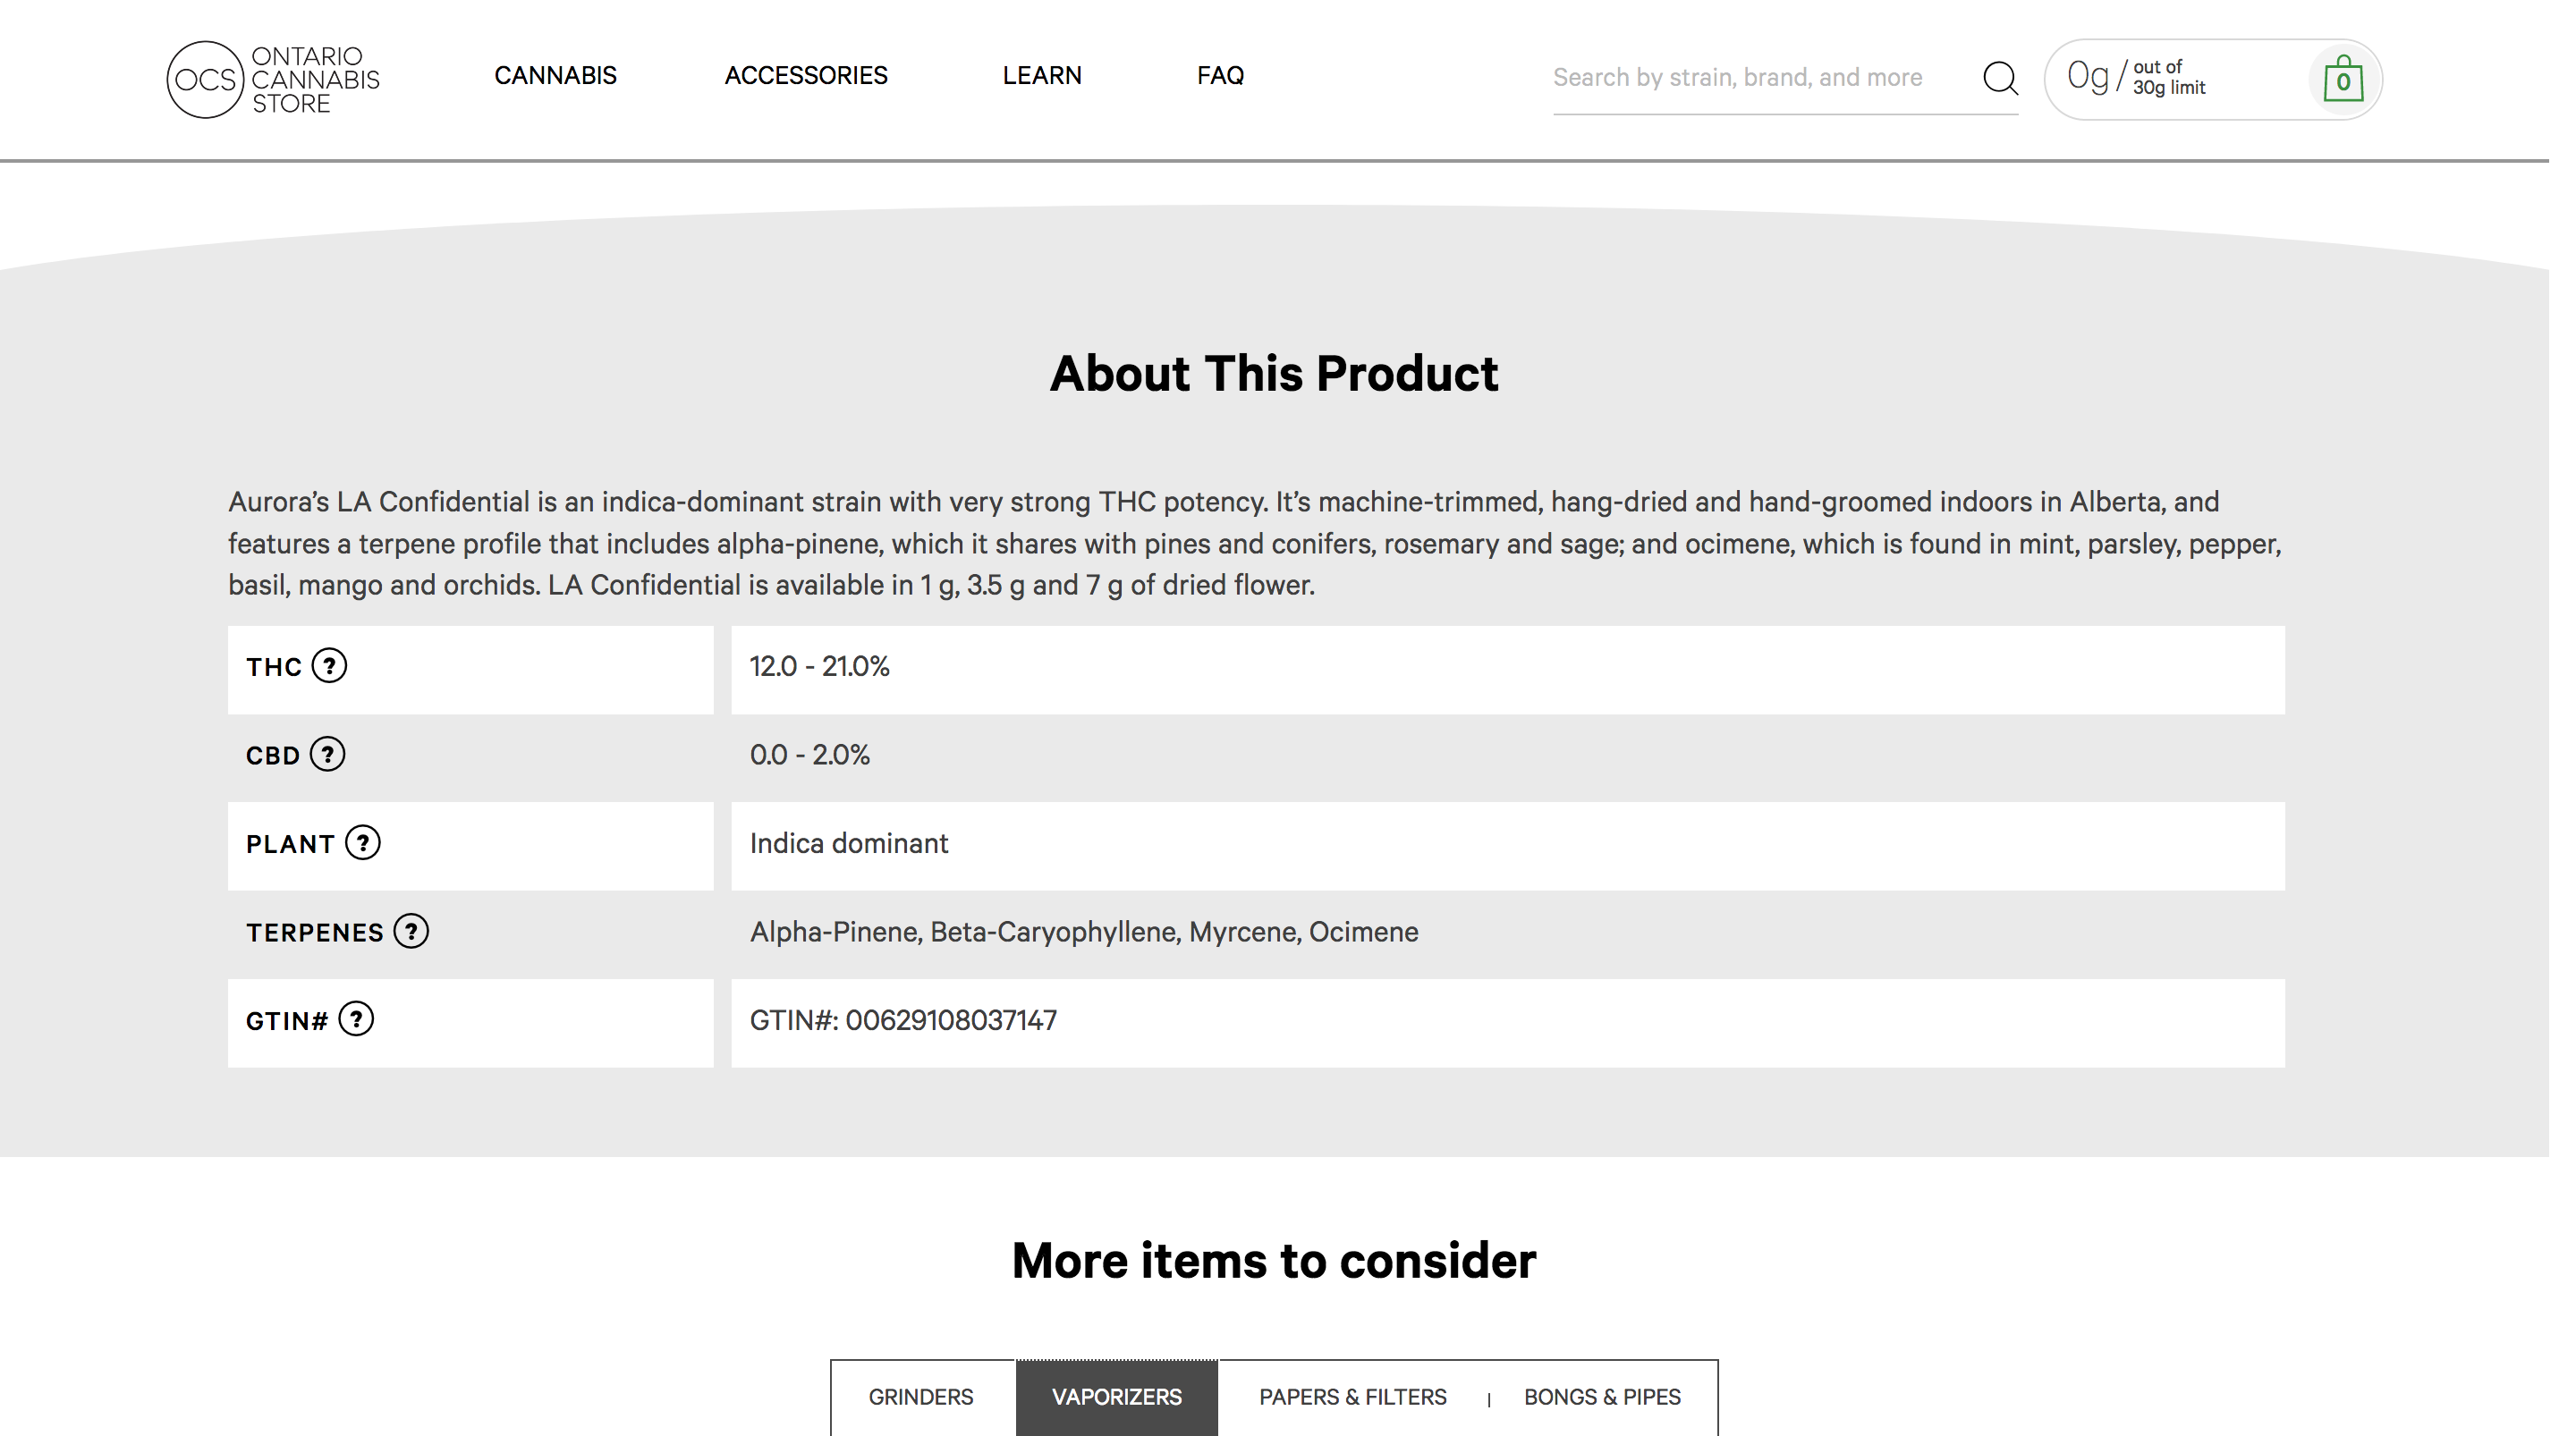 OCS ONTARIO
CANNABIS
STORE
CANNABIS
ACCESSORIES
LEARN
FAQ
Search by strain, brand, and more
0g / out of
30g limit
0
About This Product
Aurora’s LA Confidential is an indica-dominant strain with very strong THC potency. It’s machine-trimmed, hang-dried and hand-groomed indoors in Alberta, and
features a terpene profile that includes alpha-pinene, which it shares with pines and conifers, rosemary and sage; and ocimene, which is found in mint, parsley, pepper,
basil, mango and orchids. LA Confidential is available in 1 g, 3.5 g and 7 g of dried flower.
THC ? 12.0 - 21.0%
CBD ? 0.0 - 2.0%
PLANT ? Indica dominant
TERPENES ? Alpha-Pinene, Beta-Caryophyllene, Myrcene, Ocimene
GTIN# ? GTIN#: 00629108037147
More items to consider
GRINDERS VAPORIZERS PAPERS & FILTERS | BONGS & PIPES